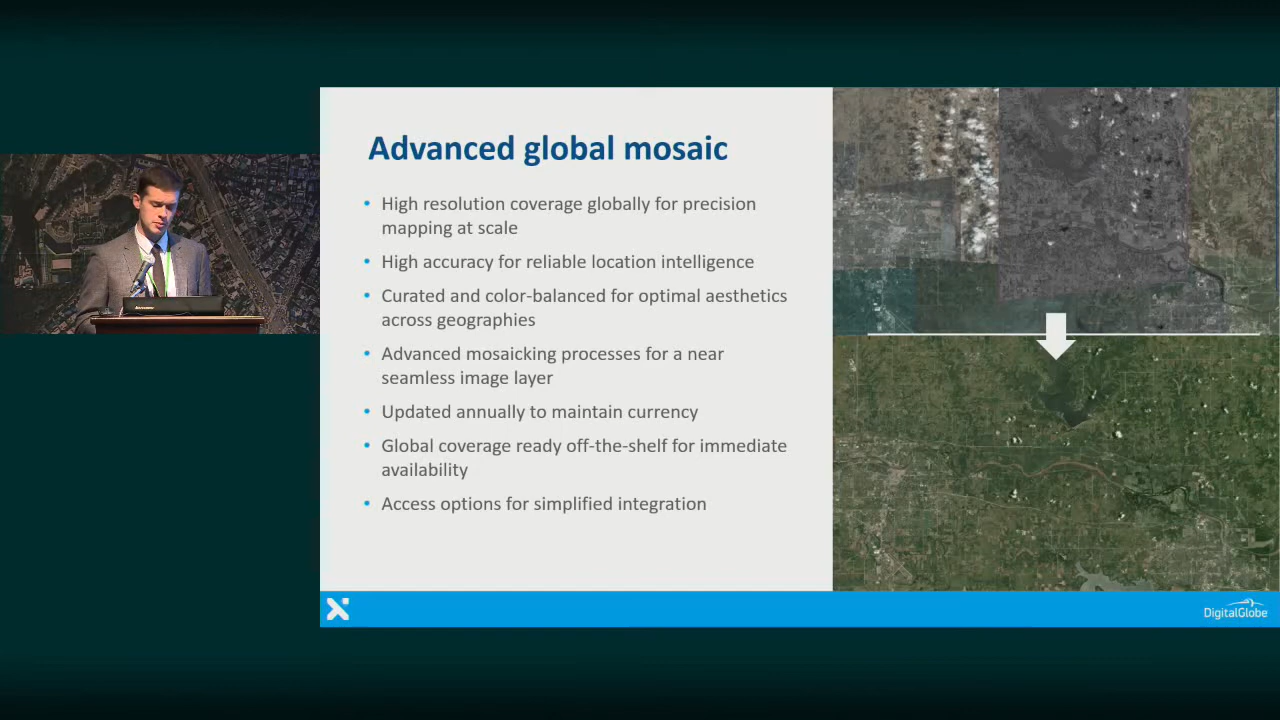 Advanced global mosaic
• High resolution coverage globally for precision
mapping at scale
• High accuracy for reliable location intelligence
• Curated and color-balanced for optimal aesthetics
across geographies
• Advanced mosaicking processes for a near
seamless image layer
• Updated annually to maintain currency
• Global coverage ready off-the-shelf for immediate
availability
• Access options for simplified integration
DigitalGlobe